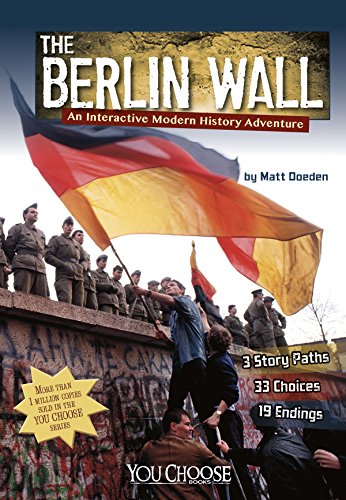 THE
BERLIN WALL
An Interactive Modern History Adventure
by Matt Doeden
3 Story Paths
33 Choices
19 Endings
MORE THAN
1 MILLION COPIES
SOLD IN THE
YOU CHOOSE
SERIES
YOU CHOOSE
BOOKS